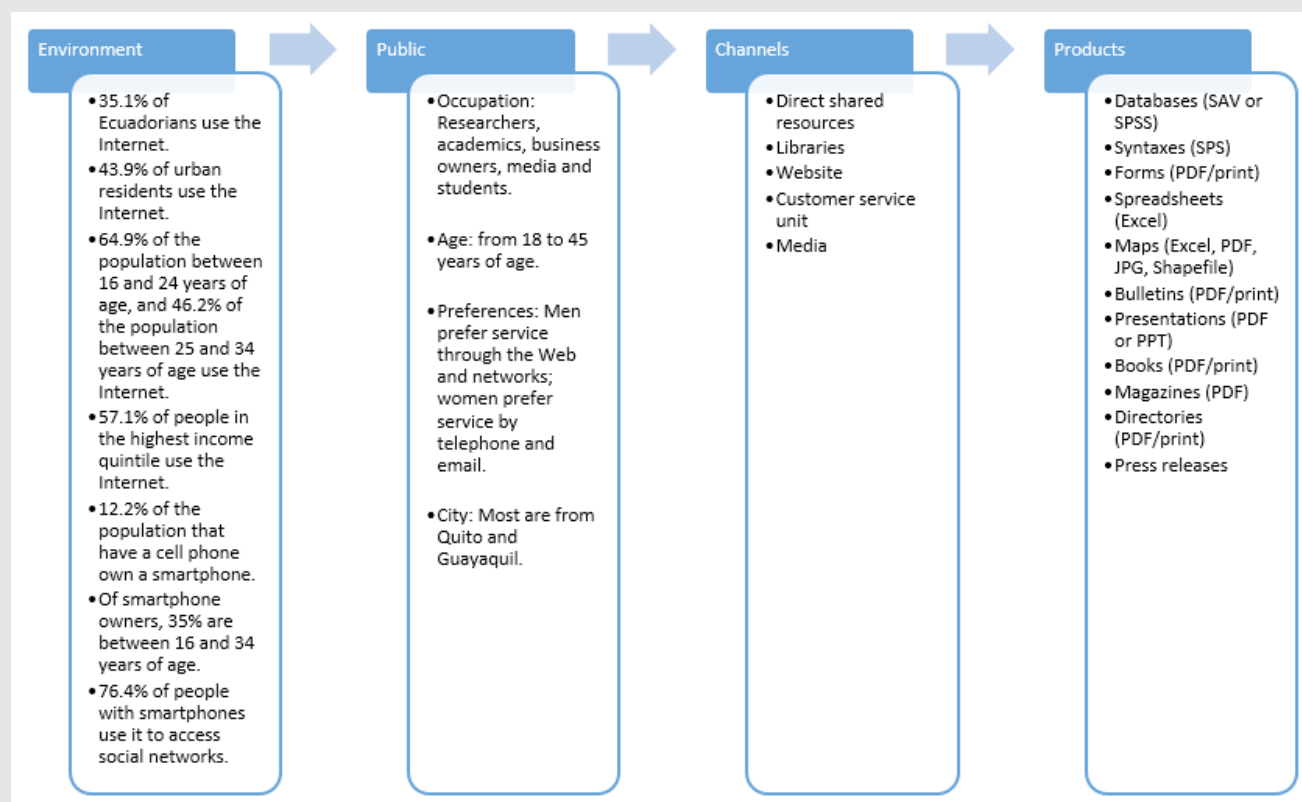 Environment
•35.1% of
Ecuadorians use the
Internet.
•43.9% of urban
residents use the
Internet.
•64.9% of the
population between
16 and 24 years of
age, and 46.2% of
the population
between 25 and 34
years of age use the
Internet.
•57.1% of people in
the highest income
quintile use the
Internet.
•12.2% of the
population that
have a cell phone
own a smartphone.
•Of smartphone
owners, 35% are
between 16 and 34
years of age.
•76.4% of people
with smartphones
use it to access
social networks.
Public
•Occupation:
Researchers,
academics, business
owners, media and
students.
•Age: from 18 to 45
years of age.
•Preferences: Men
prefer service
through the Web
and networks;
women prefer
service by
telephone and
email.
•City: Most are from
Quito and
Guayaquil.
Channels
•Direct shared
resources
•Libraries
•Website
•Customer service
unit
•Media
Products
•Databases (SAV or
SPSS)
•Syntaxes (SPS)
•Forms (PDF/print)
•Spreadsheets
(Excel)
•Maps (Excel, PDF,
JPG, Shapefile)
•Bulletins (PDF/print)
•Presentations (PDF
or PPT)
•Books (PDF/print)
•Magazines (PDF)
•Directories
(PDF/print)
•Press releases